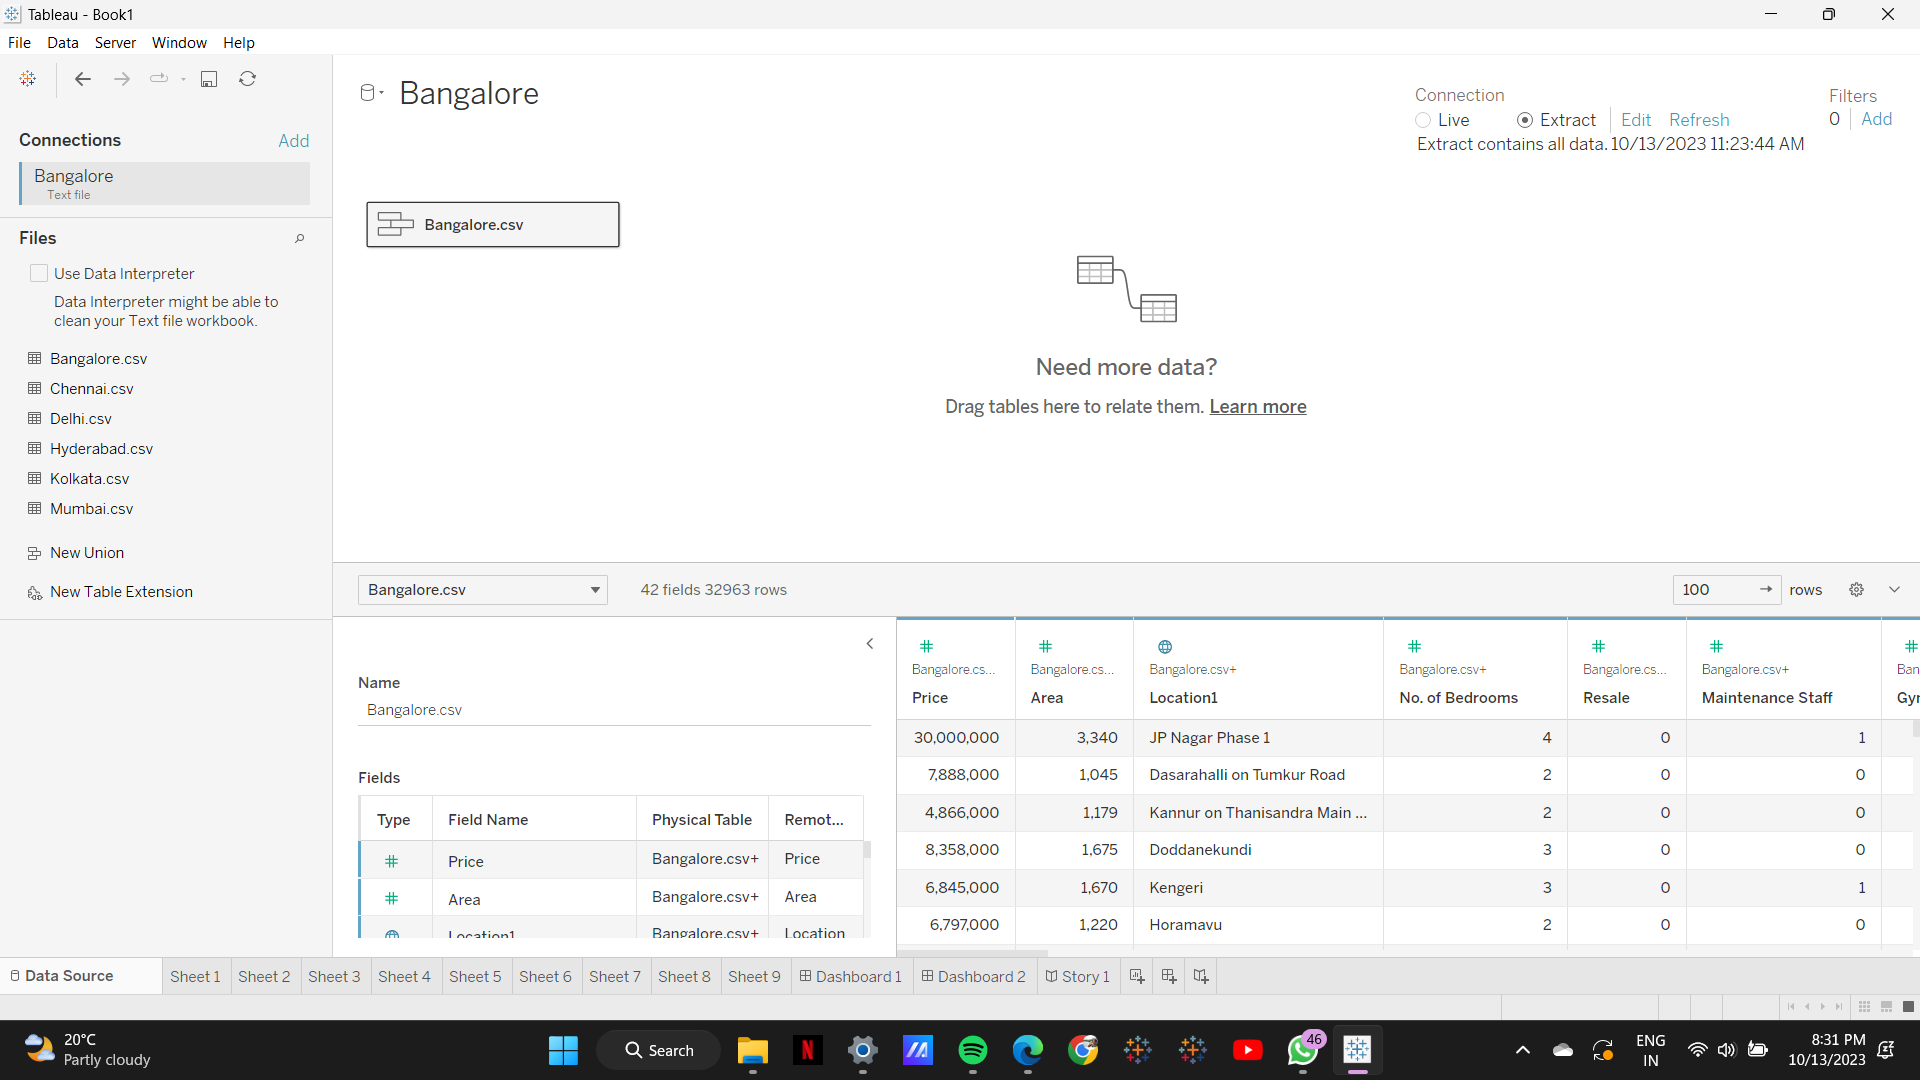 Tableau - Book1
File Data Server Window Help
Bangalore
Connection
Live Extract Edit Refresh
Extract contains all data. 10/13/2023 11:23:44 AM
Filters
0 Add
Connections Add
Bangalore
Text file
Files
Use Data Interpreter
Data Interpreter might be able to
clean your Text file workbook.
Bangalore.csv
Chennai.csv
Delhi.csv
Hyderabad.csv
Kolkata.csv
Mumbai.csv
New Union
New Table Extension
Bangalore.csv
Need more data?
Drag tables here to relate them. Learn more
Bangalore.csv 42 fields 32963 rows 100 rows
Name
Bangalore.csv
Fields
Type Field Name Physical Table Remot...
Price Bangalore.csv+ Price
Area Bangalore.csv+ Area
Location1 Bangalore.csv+ Location
Bangalore.cs... Bangalore.cs... Bangalore.csv+ Bangalore.csv+ Bangalore.cs... Bangalore.csv+ Ban
Price Area Location1 No. of Bedrooms Resale Maintenance Staff Gyr
30,000,000 3,340 JP Nagar Phase 1 4 0 1
7,888,000 1,045 Dasarahalli on Tumkur Road 2 0 0
4,866,000 1,179 Kannur on Thanisandra Main ... 2 0 0
8,358,000 1,675 Doddanekundi 3 0 0
6,845,000 1,670 Kengeri 3 0 1
6,797,000 1,220 Horamavu 2 0 0
Data Source Sheet 1 Sheet 2 Sheet 3 Sheet 4 Sheet 5 Sheet 6 Sheet 7 Sheet 8 Sheet 9 Dashboard 1 Dashboard 2 Story 1
20°C
Partly cloudy
Search
N
46
ENG
IN
8:31 PM
10/13/2023